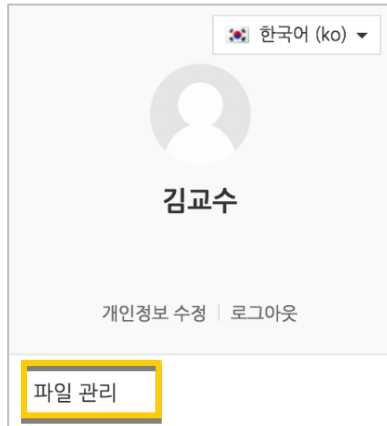 한국어 (ko)
김교수
개인정보 수정 | 로그아웃
파일 관리